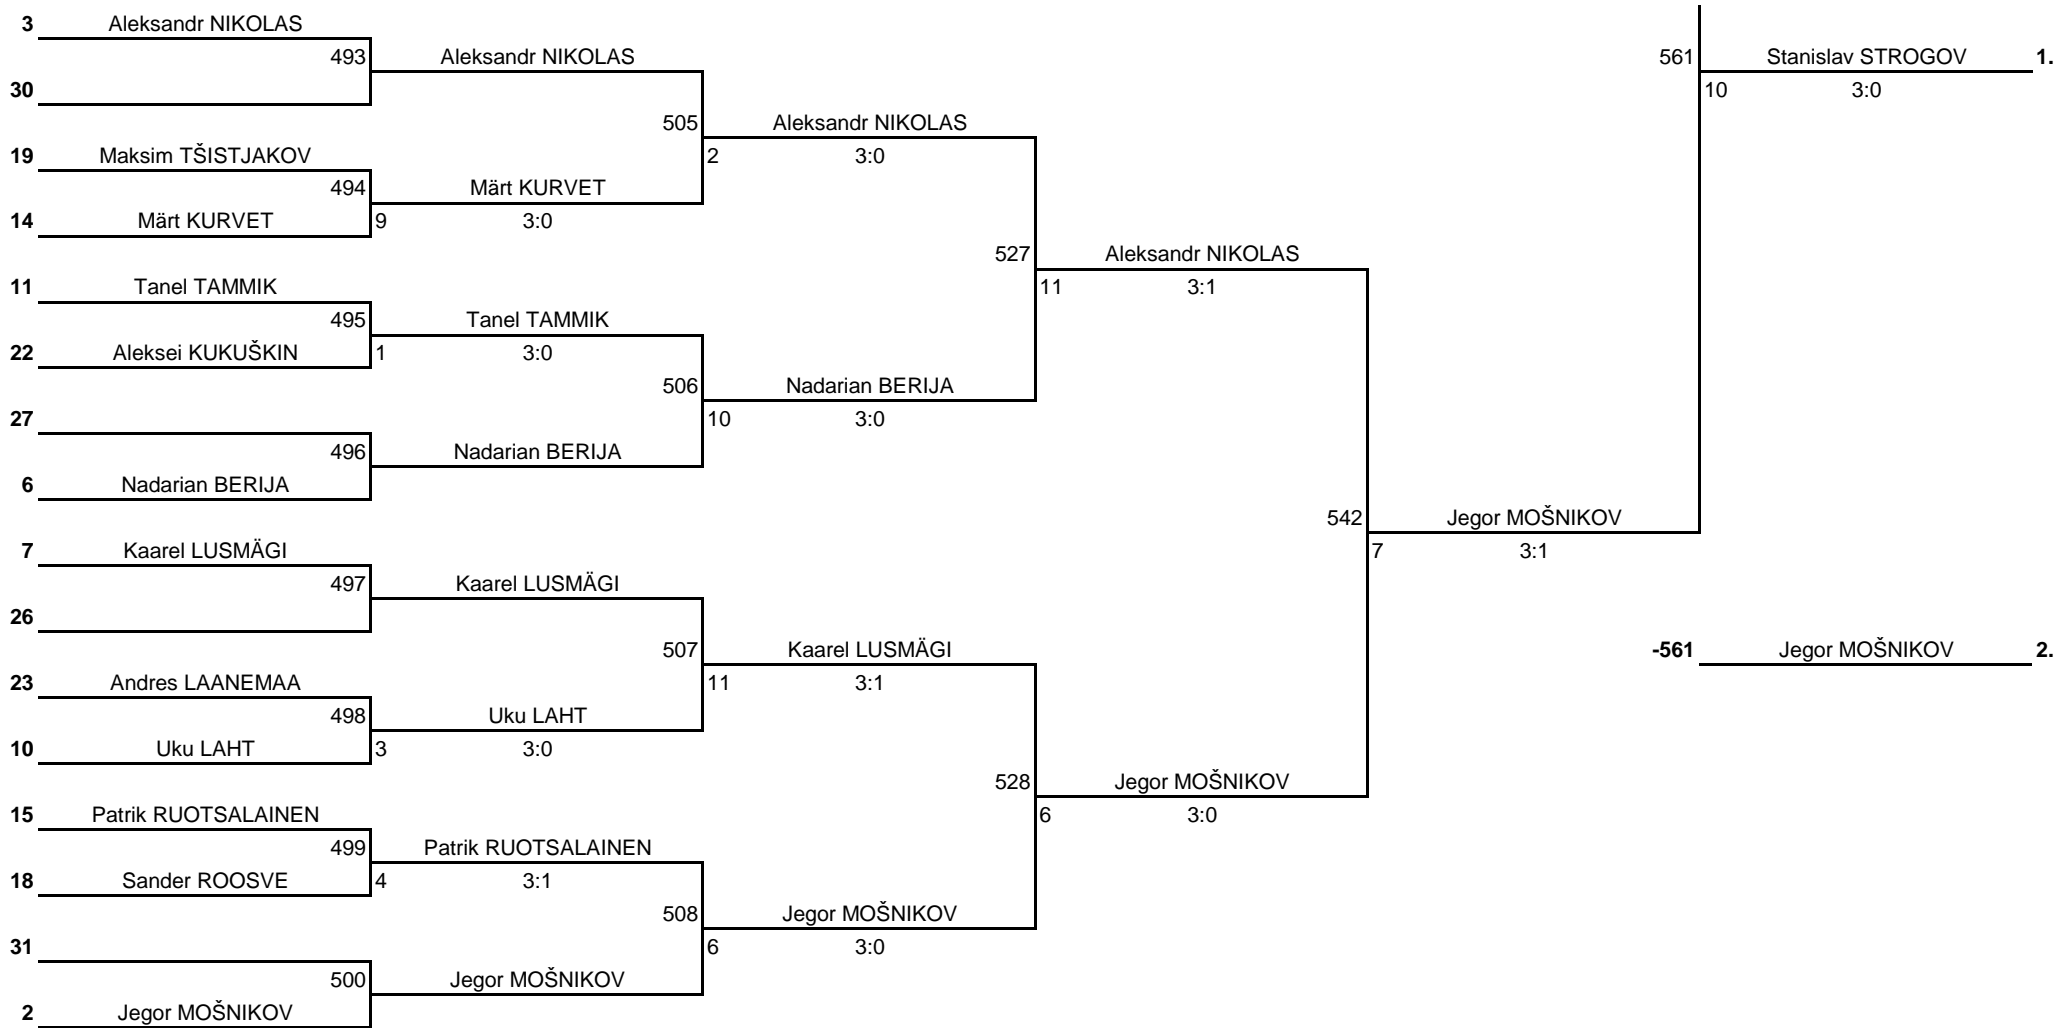 3 Aleksandr NIKOLAS
493 Aleksandr NIKOLAS 561 Stanislav STROGOV 1.
30 10 3:0
505 Aleksandr NIKOLAS
19 Maksim TŠISTJAKOV 2 3:0
494 Märt KURVET
14 Märt KURVET 9 3:0
527 Aleksandr NIKOLAS
11 Tanel TAMMIK 11 3:1
495 Tanel TAMMIK
22 Aleksei KUKUŠKIN 1 3:0
506 Nadarian BERIJA
27 10 3:0
496 Nadarian BERIJA
6 Nadarian BERIJA
542 Jegor MOŠNIKOV
7 Kaarel LUSMÄGI 7 3:1
497 Kaarel LUSMÄGI
26
507 Kaarel LUSMÄGI -561 Jegor MOŠNIKOV 2.
23 Andres LAANEMAA 11 3:1
498 Uku LAHT
10 Uku LAHT 3 3:0
528 Jegor MOŠNIKOV
15 Patrik RUOTSALAINEN 6 3:0
499 Patrik RUOTSALAINEN
18 Sander ROOSVE 4 3:1
508 Jegor MOŠNIKOV
31 6 3:0
500 Jegor MOŠNIKOV
2 Jegor MOŠNIKOV